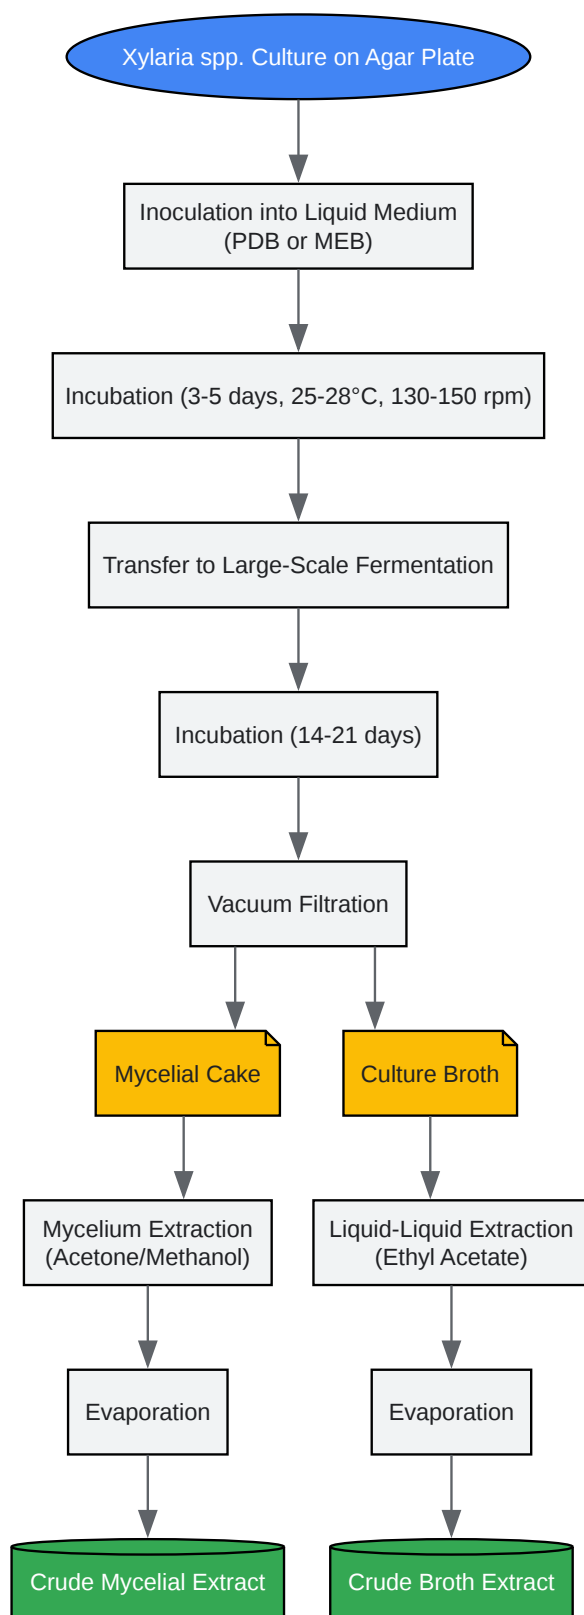 Xylaria spp. Culture on Agar Plate
Inoculation into Liquid Medium
(PDB or MEB)
Incubation (3-5 days, 25-28°C, 130-150 rpm)
Transfer to Large-Scale Fermentation
Incubation (14-21 days)
Vacuum Filtration
Mycelial Cake
Culture Broth
Mycelium Extraction
(Acetone/Methanol)
Liquid-Liquid Extraction
(Ethyl Acetate)
Evaporation
Evaporation
Crude Mycelial Extract
Crude Broth Extract